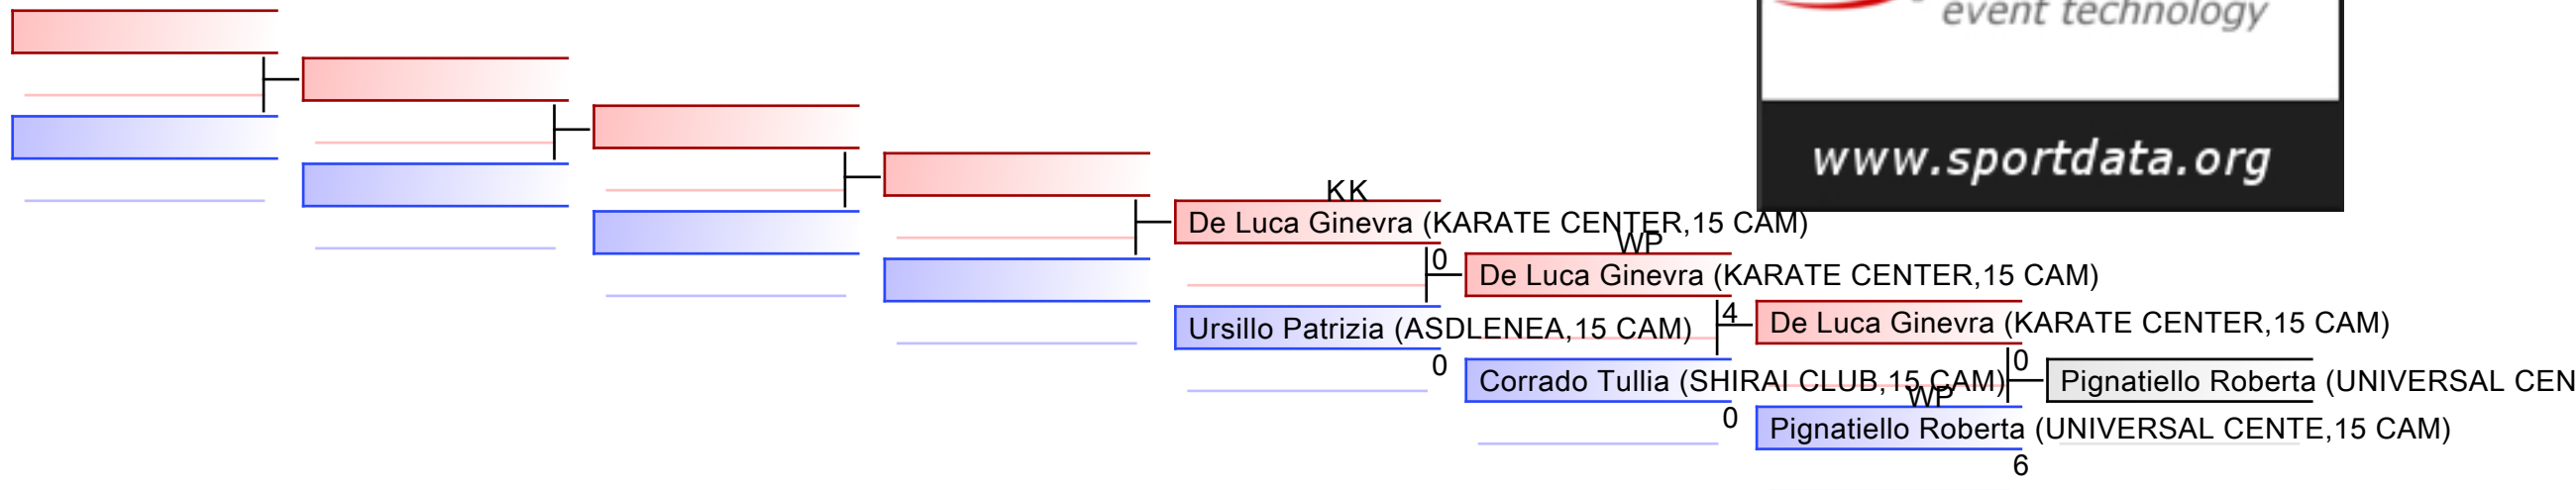 event technology
www.sportdata.org
KK
De Luca Ginevra (KARATE CENTER,15 CAM)
0
WP
De Luca Ginevra (KARATE CENTER,15 CAM)
Ursillo Patrizia (ASDLENEA,15 CAM)
0
4
De Luca Ginevra (KARATE CENTER,15 CAM)
0
Corrado Tullia (SHIRAI CLUB,15 CAM)
0
Pignatiello Roberta (UNIVERSAL CEN
WP
Pignatiello Roberta (UNIVERSAL CENTE,15 CAM)
6